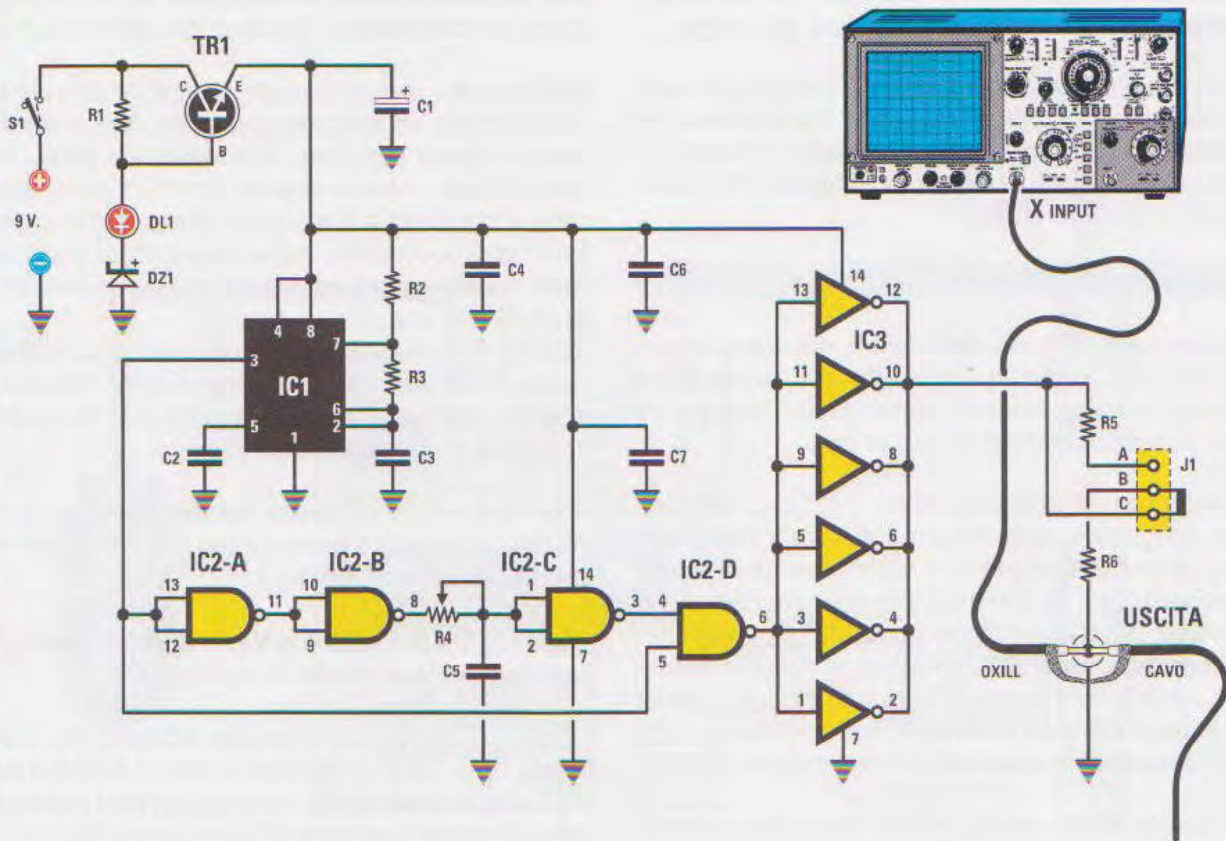 TR1
C
E
B
S1
R1
+
C1
9 V.
DL1
DZ1
X INPUT
4
8
7
3
IC1
6
2
5
1
R2
R3
C2
C3
C4
C6
C7
14
13
12
IC3
11
10
9
8
5
6
3
4
1
2
7
R5
A
B
C
J1
R6
USCITA
OXILL
CAVO
IC2-A
13
12
11
IC2-B
10
9
8
R4
C5
IC2-C
1
2
14
3
7
IC2-D
4
5
6